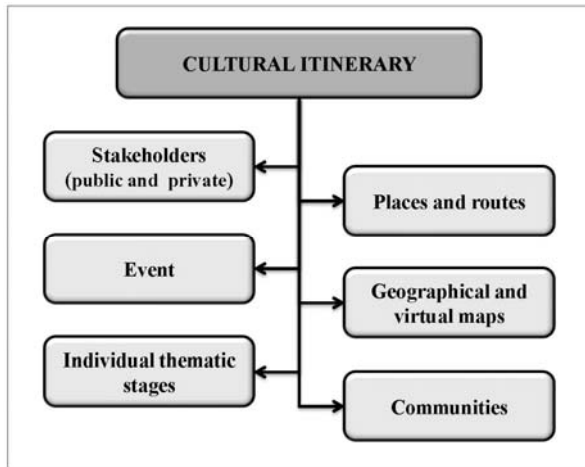 CULTURAL ITINERARY
Stakeholders
(public and private)
Places and routes
Event
Geographical and
virtual maps
Individual thematic
stages
Communities